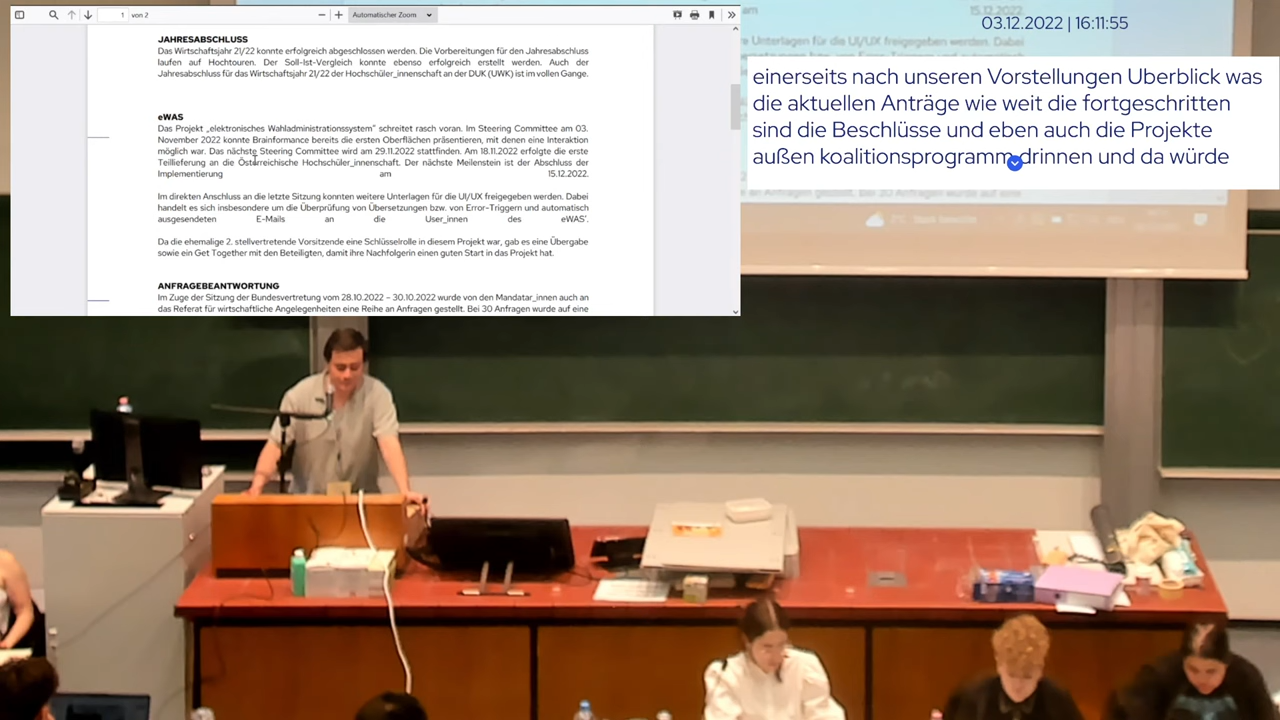 1 von 2
Automatischer Zoom
JAHRESABSCHLUSS
Das Wirtschaftsjahr 21/22 konnte erfolgreich abgeschlossen werden. Die Vorbereitungen für den Jahresabschluss
laufen auf Hochtouren. Der Soll-Ist-Vergleich konnte ebenso erfolgreich erstellt werden. Auch der
Jahresabschluss für das Wirtschaftsjahr 21/22 der Hochschüler_innenschaft an der DUK (UWK) ist im vollen Gange.
eWAS
Das Projekt „elektronisches Wahladministrationssystem" schreitet rasch voran. Im Steering Committee am 03.
November 2022 konnte Brainformance bereits die ersten Oberflächen präsentieren, mit denen eine Interaktion
möglich war. Das nächste Steering Committee wird am 29.11.2022 stattfinden. Am 18.11.2022 erfolgte die erste
Teillieferung an die Österreichische Hochschüler_innenschaft. Der nächste Meilenstein ist der Abschluss der
Implementierung am 15.12.2022.
Im direkten Anschluss an die letzte Sitzung konnten weitere Unterlagen für die UI/UX freigegeben werden. Dabei
handelt es sich insbesondere um die Überprüfung von Übersetzungen bzw. von Error-Triggern und automatisch
ausgesendeten E-Mails an die User_innen des eWAS'.
Da die ehemalige 2. stellvertretende Vorsitzende eine Schlüsselrolle in diesem Projekt war, gab es eine Übergabe
sowie ein Get Together mit den Beteiligten, damit ihre Nachfolgerin einen guten Start in das Projekt hat.
ANFRAGEBEANTWORTUNG
Im Zuge der Sitzung der Bundesvertretung vom 28.10.2022 – 30.10.2022 wurde von den Mandatar_innen auch an
das Referat für wirtschaftliche Angelegenheiten eine Reihe an Anfragen gestellt. Bei 30 Anfragen wurde auf eine
15.12.2022.
03.12.2022 | 16:11:55
Unterlagen für die UI/UX freigegeben werden. Dabei
einerseits nach unseren Vorstellungen Uberblick was
die aktuellen Anträge wie weit die fortgeschritten
sind die Beschlüsse und eben auch die Projekte
außen koalitionsprogramm drinnen und da würde